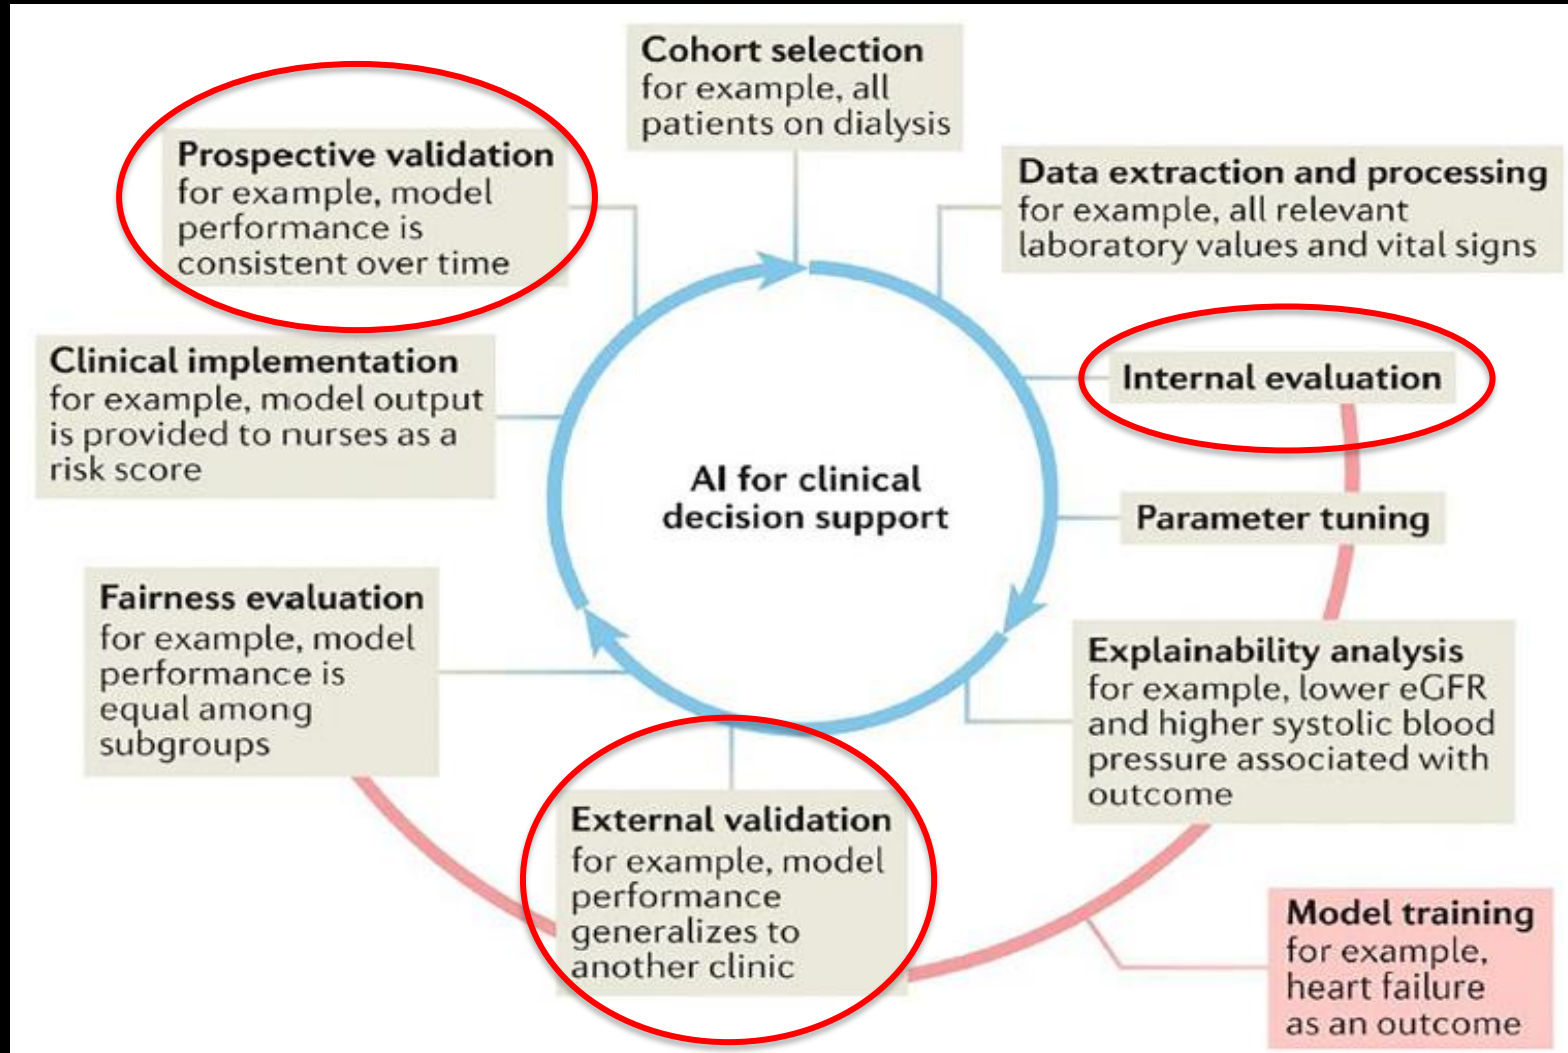 Cohort selection
for example, all
patients on dialysis
Data extraction and processing
for example, all relevant
laboratory values and vital signs
Internal evaluation
Parameter tuning
Explainability analysis
for example, lower eGFR
and higher systolic blood
pressure associated with
outcome
Model training
for example,
heart failure
as an outcome
External validation
for example, model
performance
generalizes to
another clinic
Fairness evaluation
for example, model
performance is
equal among
subgroups
Clinical implementation
for example, model output
is provided to nurses as a
risk score
Prospective validation
for example, model
performance is
consistent over time
AI for clinical
decision support